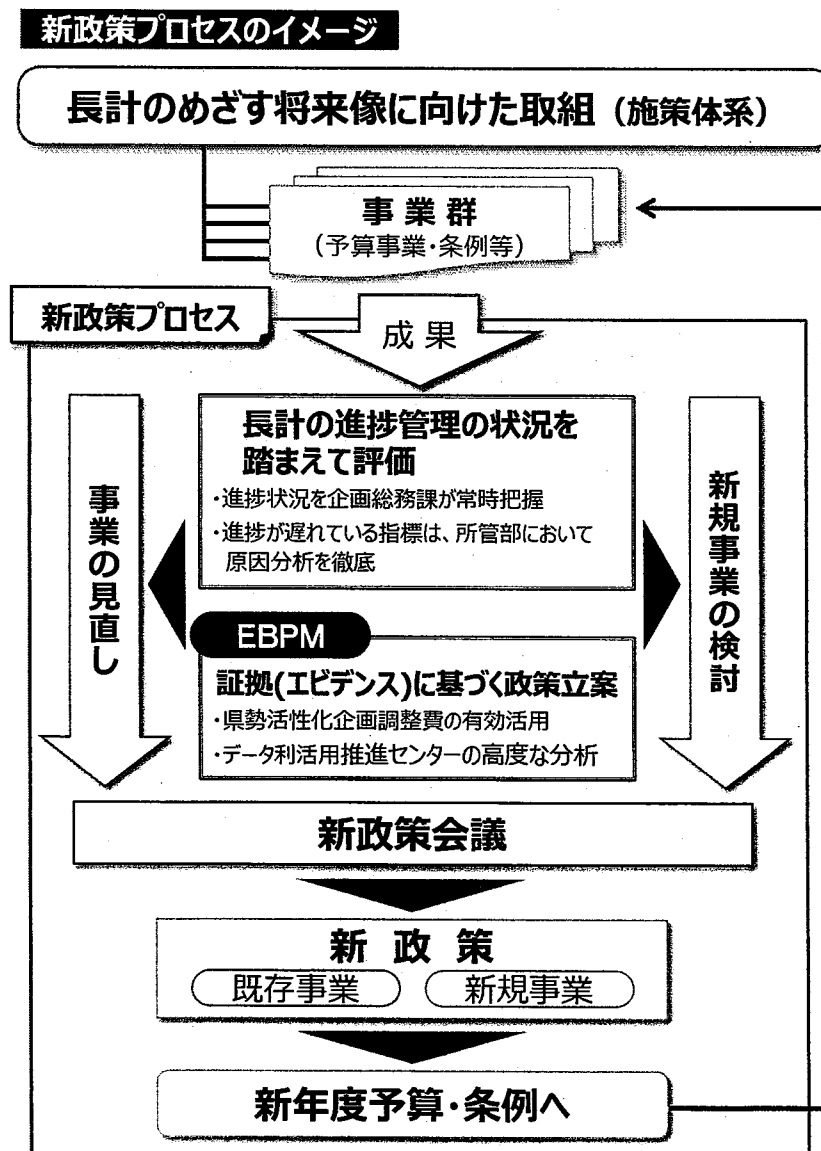 新政策プロセスのイメージ
長計のめざす将来像に向けた取組（施策体系）
事業群
（予算事業・条例等）
新政策プロセス
成果
長計の進捗管理の状況を
踏まえて評価
・進捗状況を企画総務課が常時把握
・進捗が遅れている指標は、所管部において
原因分析を徹底
事業の見直し
新規事業の検討
EBPM
証拠(エビデンス)に基づく政策立案
・県勢活性化企画調整費の有効活用
・データ利活用推進センターの高度な分析
新政策会議
新政策
既存事業
新規事業
新年度予算・条例へ